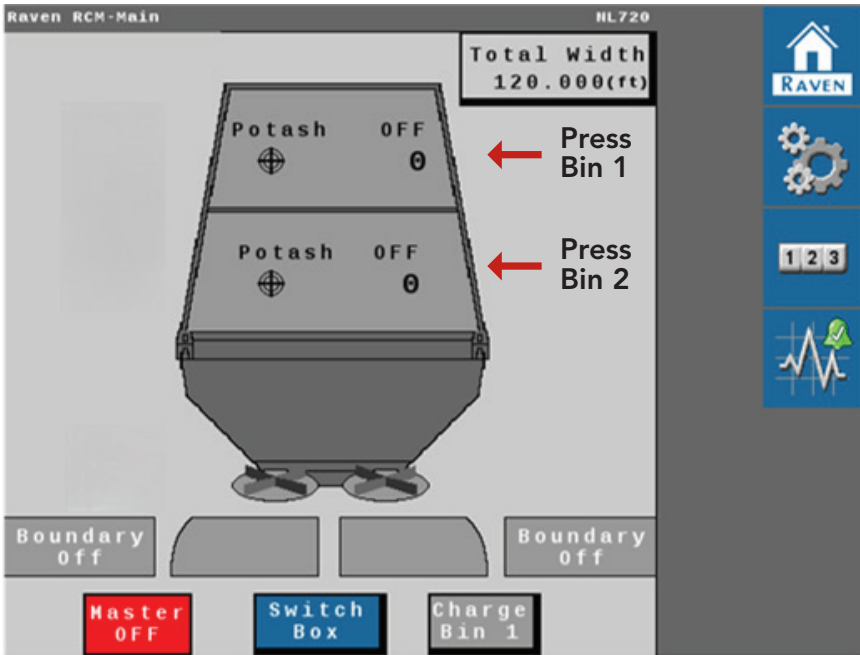 Raven RCM-Main NL720
Total Width
120.000(ft)
RAVEN
Potash OFF
0
Press
Bin 1
Potash OFF
0
Press
Bin 2
1 2 3
Boundary
Off
Boundary
Off
Master
OFF
Switch
Box
Charge
Bin 1